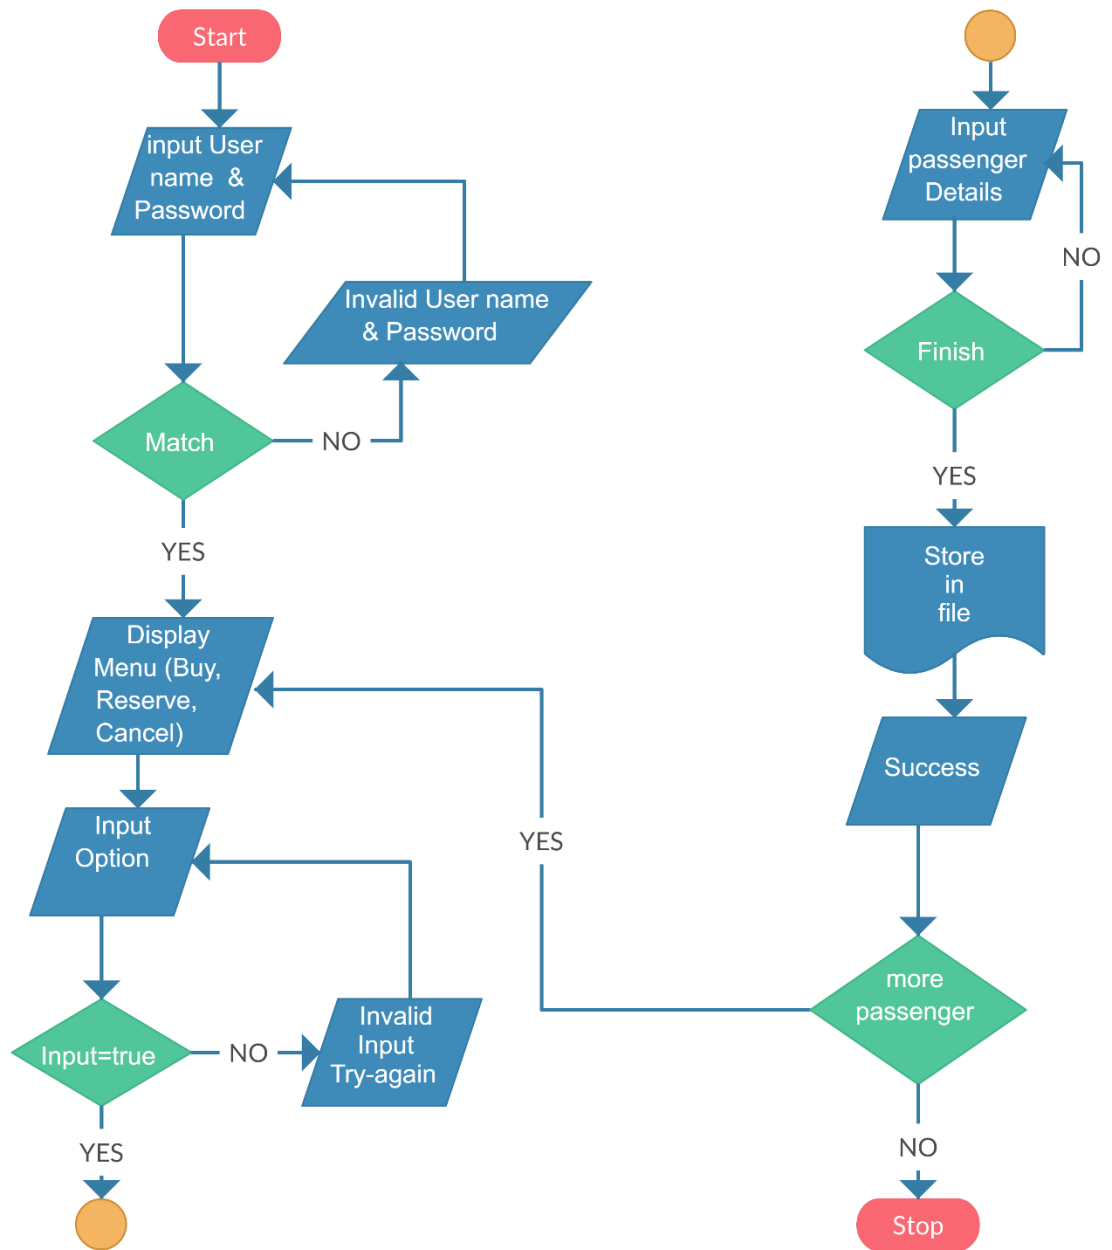 Start
input User
name &
Password
Invalid User name
& Password
Match
NO
YES
Display
Menu (Buy,
Reserve,
Cancel)
Input
Option
Input=true
NO
Invalid
Input
Try-again
YES
Input
passenger
Details
NO
Finish
YES
Store
in
file
Success
YES
more
passenger
NO
Stop